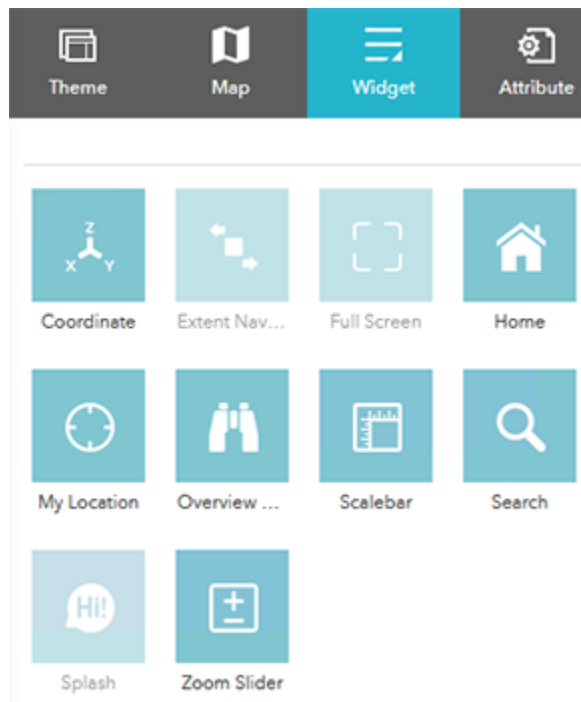 Theme Map Widget Attribute
Z
X Y
Coordinate Extent Nav... Full Screen Home
My Location Overview ... Scalebar Search
Hi!
Splash Zoom Slider